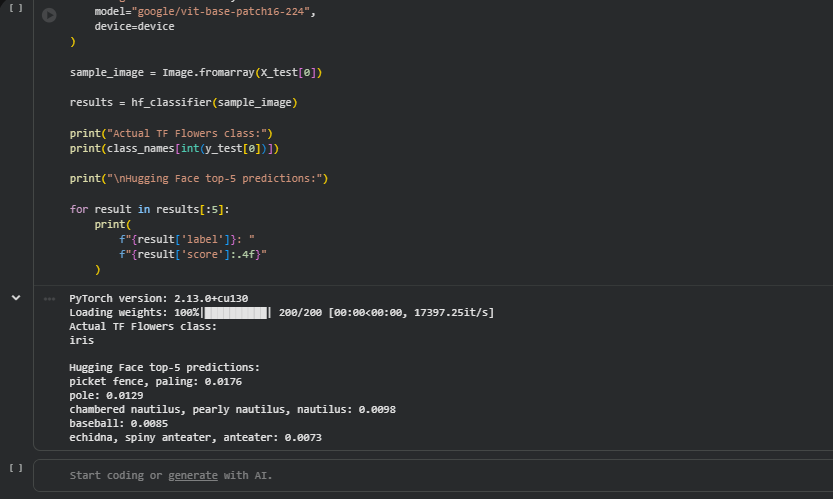 [ ]
model="google/vit-base-patch16-224",
device=device
)
sample_image = Image.fromarray(X_test[0])
results = hf_classifier(sample_image)
print("Actual TF Flowers class:")
print(class_names[int(y_test[0])])
print("\nHugging Face top-5 predictions:")
for result in results[:5]:
print(
f"{result['label']}: "
f"{result['score']:.4f}"
)
PyTorch version: 2.13.0+cu130
Loading weights: 100%|██████████| 200/200 [00:00<00:00, 17397.25it/s]
Actual TF Flowers class:
iris
Hugging Face top-5 predictions:
picket fence, paling: 0.0176
pole: 0.0129
chambered nautilus, pearly nautilus, nautilus: 0.0098
baseball: 0.0085
echidna, spiny anteater, anteater: 0.0073
[ ]
Start coding or generate with AI.